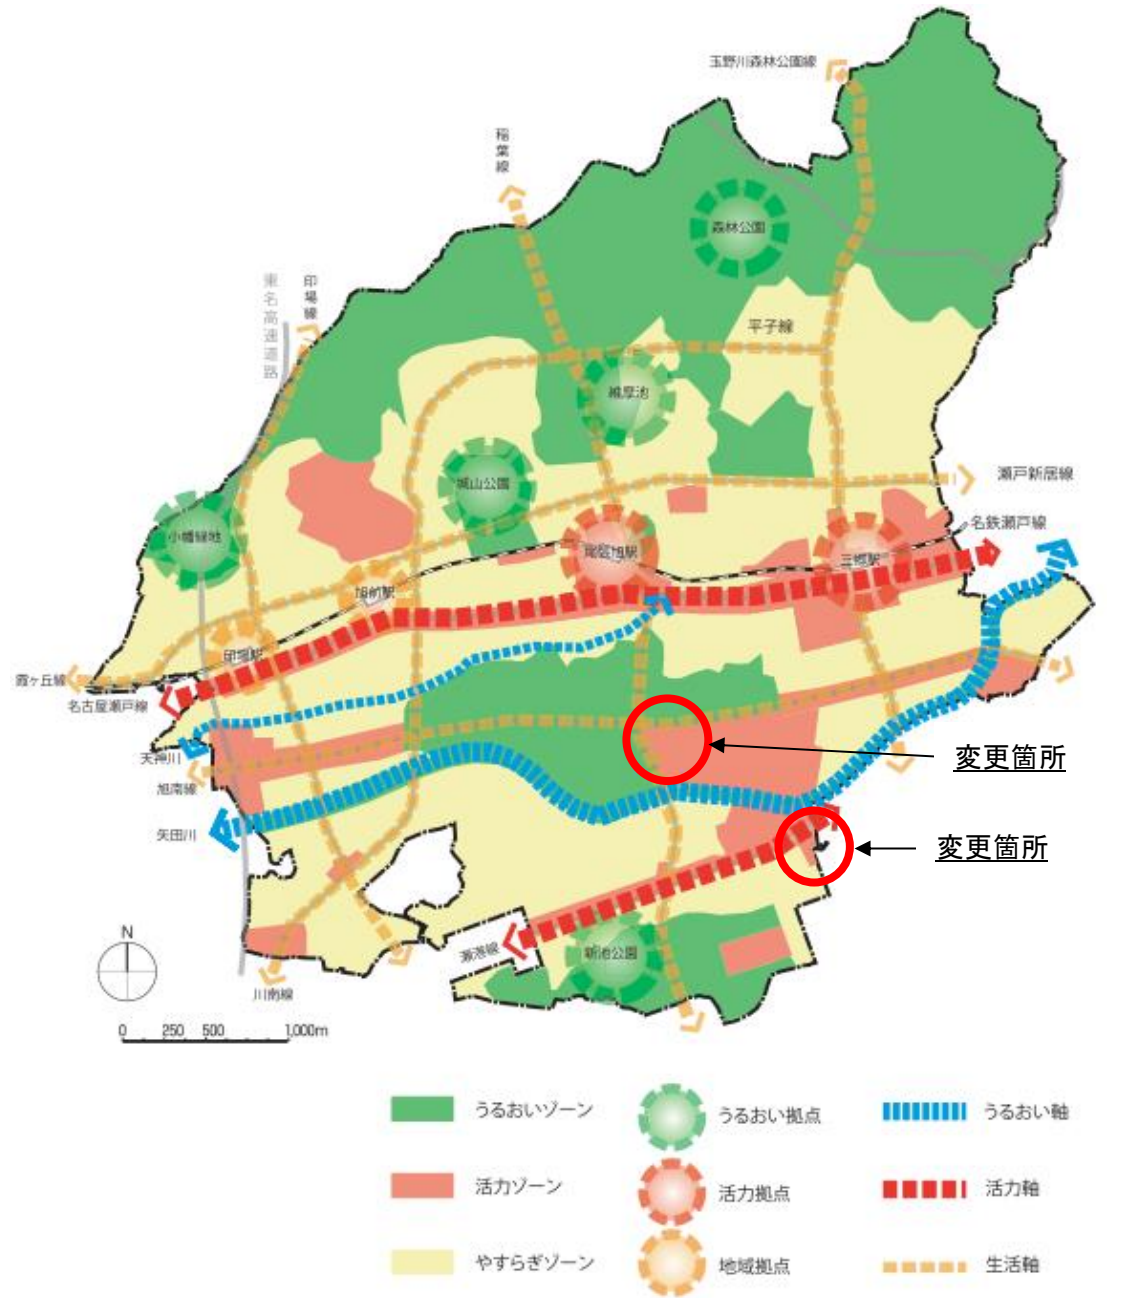 玉野川森林公園線
稲葉線
森林公園
東名高速道路
印場線
平子線
維摩池
瀬戸新居線
城山公園
名鉄瀬戸線
小幡緑地
尾張旭駅
三郷駅
旭前駅
印場駅
霞ヶ丘線
名古屋瀬戸線
天神川
変更箇所
旭南線
矢田川
変更箇所
N
瀬港線
新池公園
川南線
0 250 500 1,000m
うるおいゾーン
うるおい拠点
うるおい軸
活力ゾーン
活力拠点
活力軸
やすらぎゾーン
地域拠点
生活軸